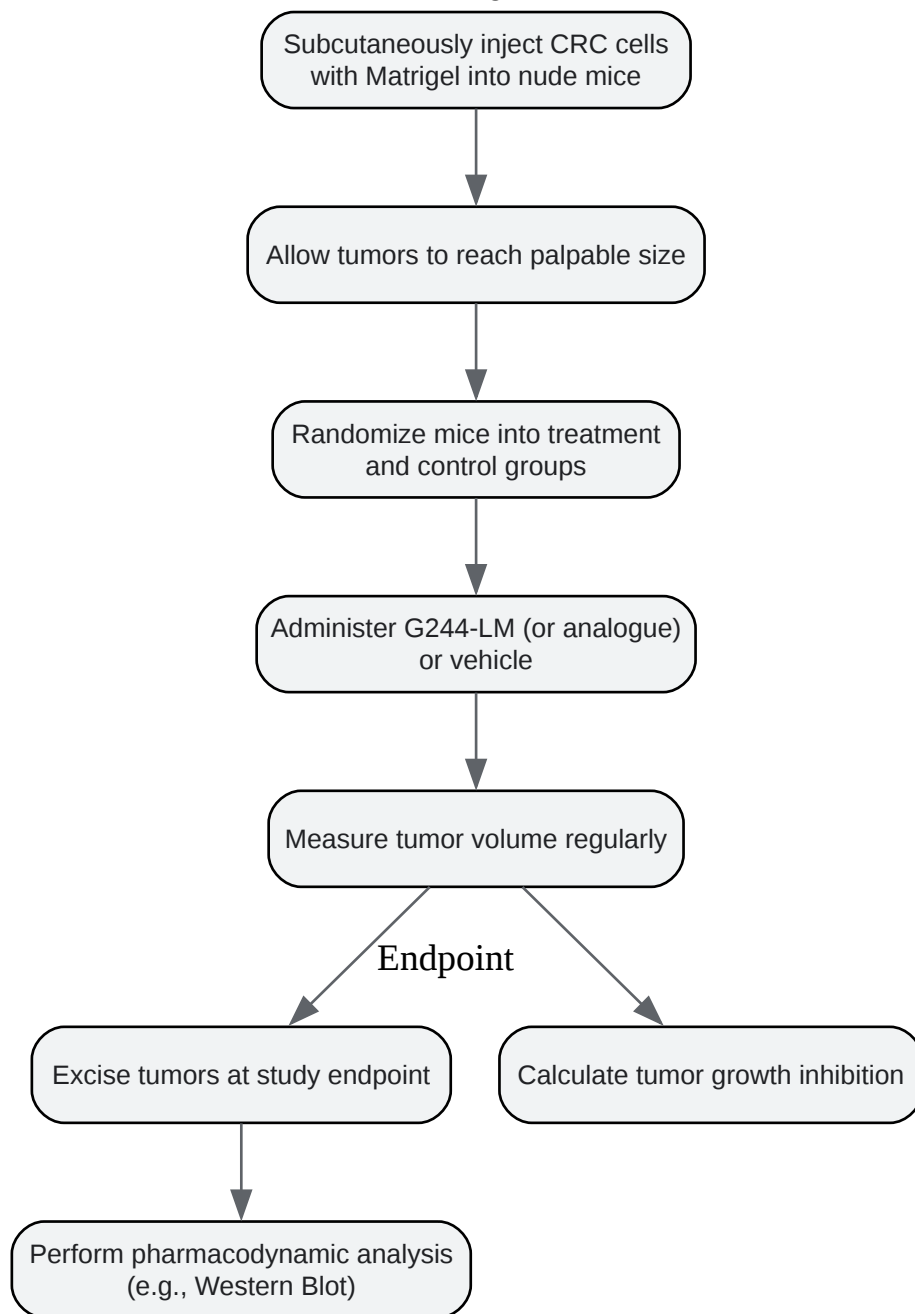 Subcutaneously inject CRC cells
with Matrigel into nude mice
Allow tumors to reach palpable size
Randomize mice into treatment
and control groups
Administer G244-LM (or analogue)
or vehicle
Measure tumor volume regularly
Endpoint
Excise tumors at study endpoint
Calculate tumor growth inhibition
Perform pharmacodynamic analysis
(e.g., Western Blot)